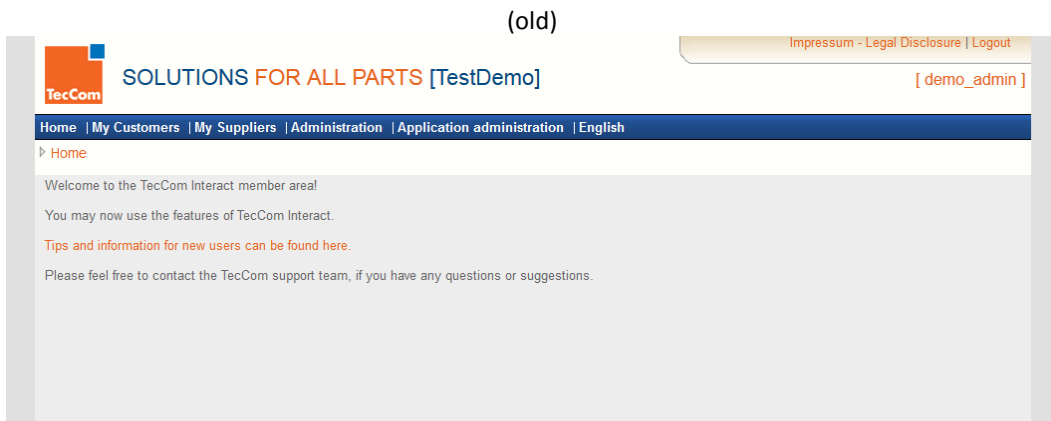 (old)
Impressum - Legal Disclosure | Logout
TecCom
SOLUTIONS FOR ALL PARTS [TestDemo]
[ demo_admin ]
Home | My Customers | My Suppliers | Administration | Application administration | English
Home
Welcome to the TecCom Interact member area!
You may now use the features of TecCom Interact.
Tips and information for new users can be found here.
Please feel free to contact the TecCom support team, if you have any questions or suggestions.